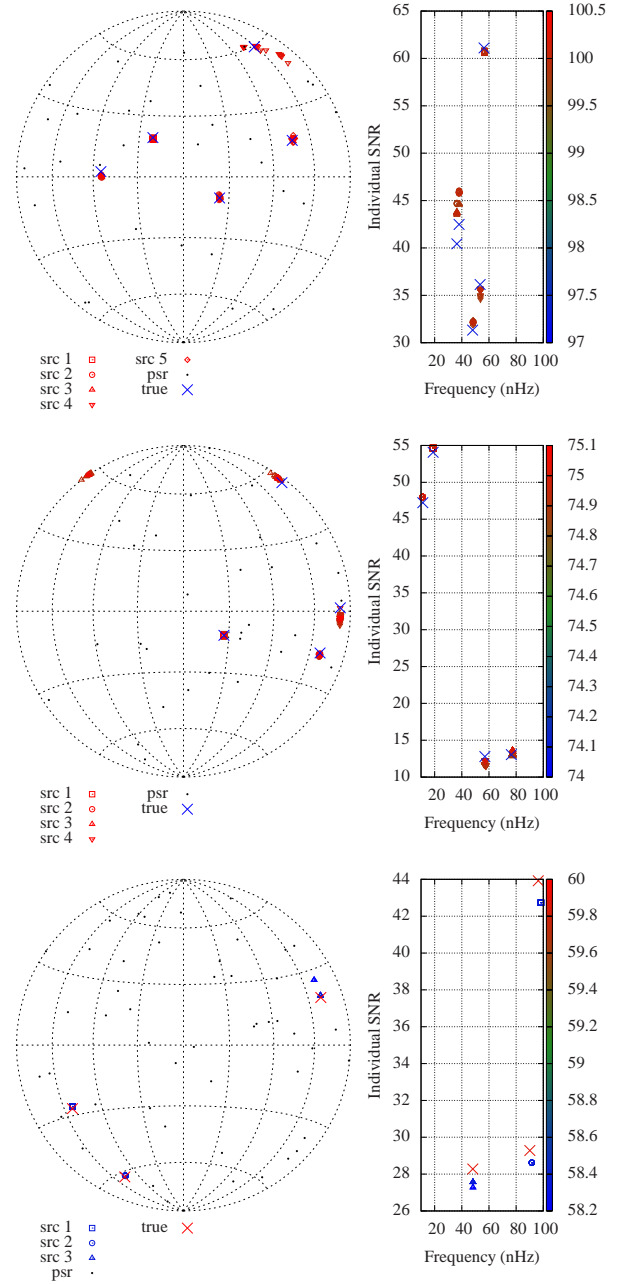 src 1
src 2
src 3
src 4
src 5
psr
true
Individual SNR
65
60
55
50
45
40
35
30
20 40 60 80 100
Frequency (nHz)
100.5
100
99.5
99
98.5
98
97.5
97
src 1
src 2
src 3
src 4
psr
true
Individual SNR
55
50
45
40
35
30
25
20
15
10
20 40 60 80 100
Frequency (nHz)
75.1
75
74.9
74.8
74.7
74.6
74.5
74.4
74.3
74.2
74.1
74
src 1
src 2
src 3
psr
true
Individual SNR
44
42
40
38
36
34
32
30
28
26
20 40 60 80 100
Frequency (nHz)
60
59.8
59.6
59.4
59.2
59
58.8
58.6
58.4
58.2